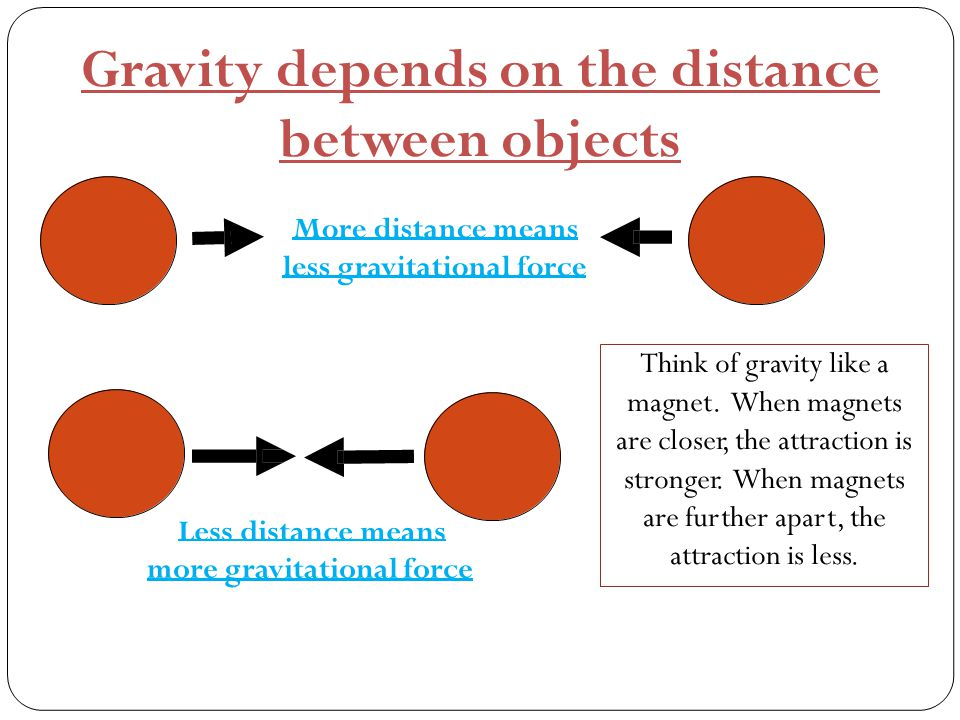 Gravity depends on the distance
between objects
More distance means
less gravitational force
Think of gravity like a
magnet. When magnets
are closer, the attraction is
stronger. When magnets
are further apart, the
attraction is less.
Less distance means
more gravitational force